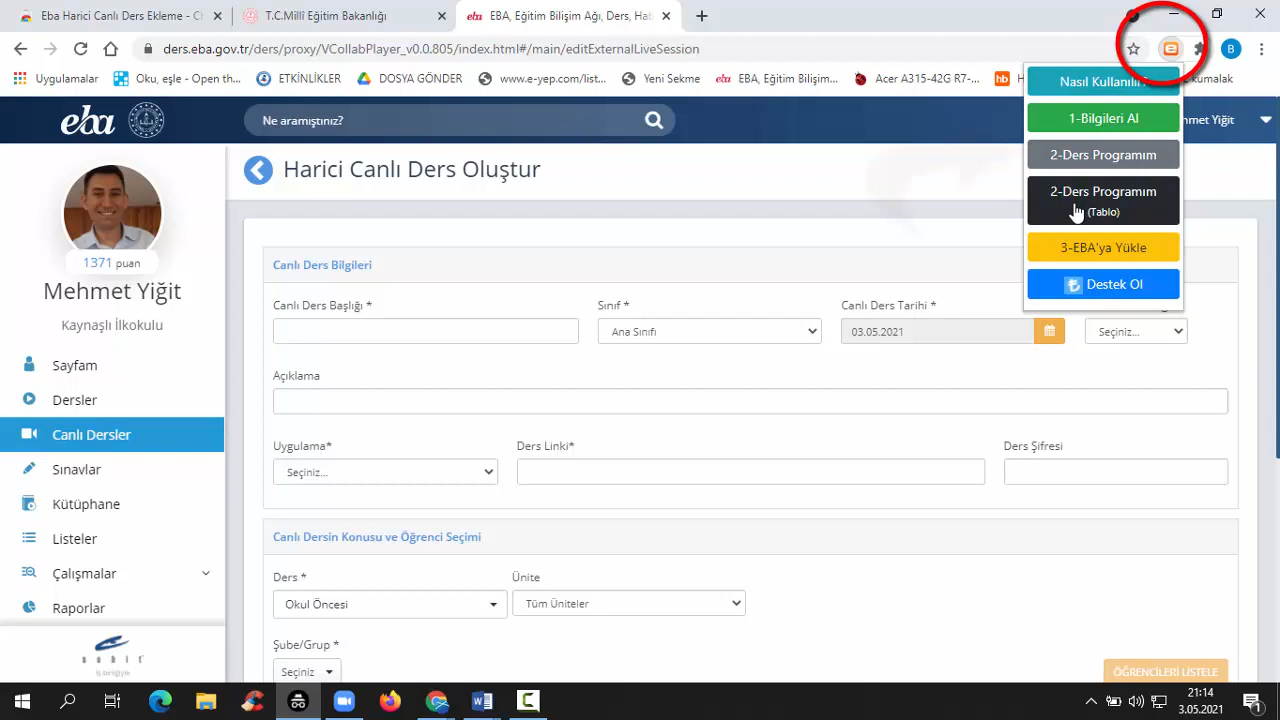 Eba Harici Canlı Ders Ekleme - Ch
T.C.Millî Eğitim Bakanlığı
EBA, Eğitim Bilişim Ağı, Ders, Hab
ders.eba.gov.tr/ders/proxy/VCollabPlayer_v0.0.805/index.html#/main/editExternalLiveSession
B
Uygulamalar
Oku, eşle - Open th...
ETKİNLİKLER
DOSYA GÖNDER
www.e-yep.com/list...
Yeni Sekme
EBA, Eğitim Bilişim...
Acer A315-42G R7-...
hb
kumalak
eba
Ne aramıştınız?
Nasıl Kullanılır?
1-Bilgileri Al
2-Ders Programım
2-Ders Programım
(Tablo)
3-EBA'ya Yükle
Destek Ol
hmet Yiğit
Harici Canlı Ders Oluştur
1371 puan
Mehmet Yiğit
Kaynaşlı İlkokulu
Sayfam
Dersler
Canlı Dersler
Sınavlar
Kütüphane
Listeler
Çalışmalar
Raporlar
sebit
işbirliğiyle
Canlı Ders Bilgileri
Canlı Ders Başlığı *
Sınıf *
Canlı Ders Tarihi *
Ana Sınıfı
03.05.2021
Seçiniz...
Açıklama
Uygulama*
Ders Linki*
Ders Şifresi
Seçiniz...
Canlı Dersin Konusu ve Öğrenci Seçimi
Ders *
Ünite
Okul Öncesi
Tüm Üniteler
Şube/Grup *
Seçiniz
ÖĞRENCİLERİ LİSTELE
21:14
3.05.2021
1